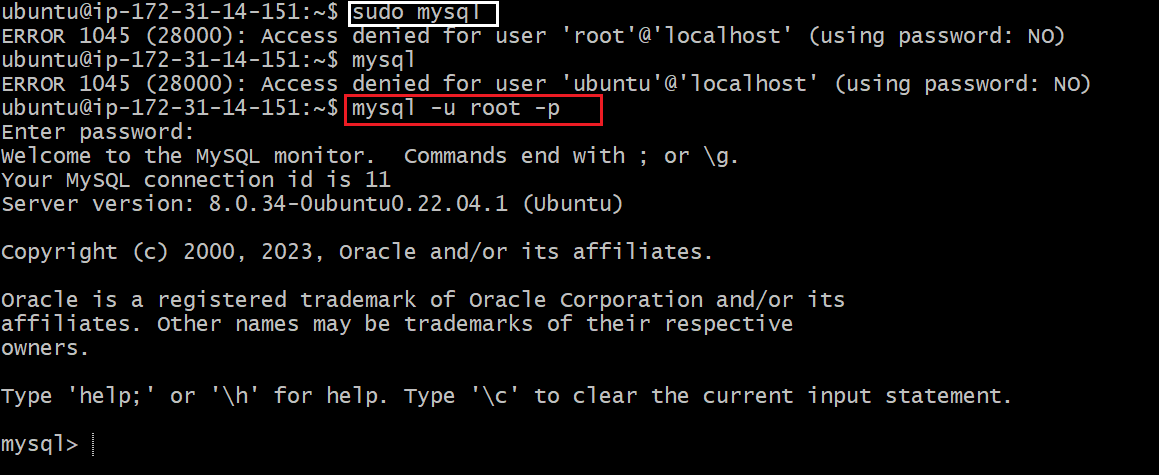 ubuntu@ip-172-31-14-151:~$ sudo mysql
ERROR 1045 (28000): Access denied for user 'root'@'localhost' (using password: NO)
ubuntu@ip-172-31-14-151:~$ mysql
ERROR 1045 (28000): Access denied for user 'ubuntu'@'localhost' (using password: NO)
ubuntu@ip-172-31-14-151:~$ mysql -u root -p
Enter password:
Welcome to the MySQL monitor.  Commands end with ; or \g.
Your MySQL connection id is 11
Server version: 8.0.34-0ubuntu0.22.04.1 (Ubuntu)

Copyright (c) 2000, 2023, Oracle and/or its affiliates.

Oracle is a registered trademark of Oracle Corporation and/or its
affiliates. Other names may be trademarks of their respective
owners.

Type 'help;' or '\h' for help. Type '\c' to clear the current input statement.

mysql>